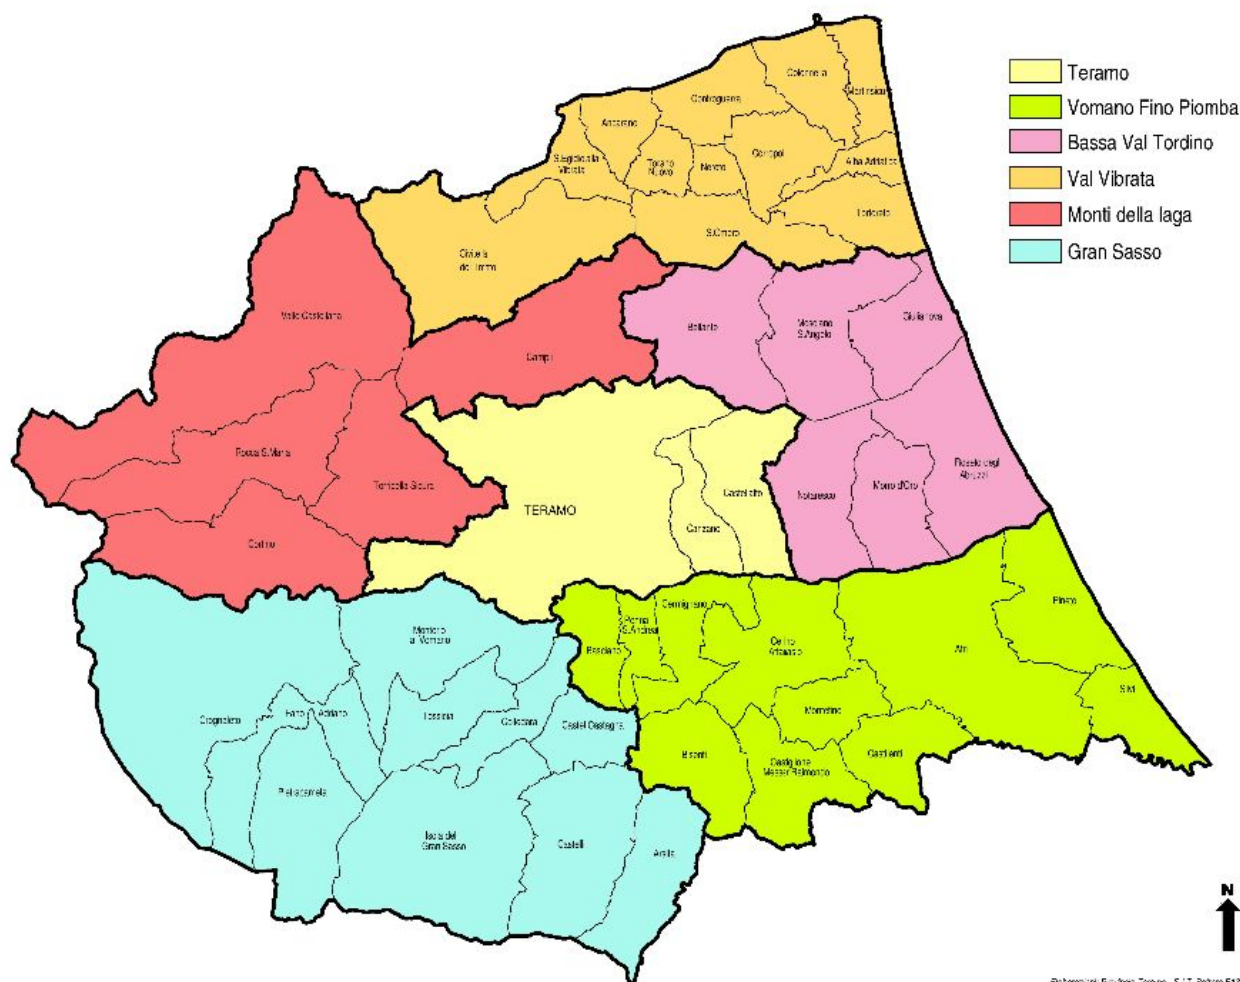 Teramo
Vomano Fino Piomba
Bassa Val Tordino
Val Vibrata
Monti della laga
Gran Sasso
Colonnella
Martinsicu
Controguerra
Ancarano
S.Egidio alla
Vibrata
Torano
Nuovo
Nereto
Corropoli
Alba Adriatica
Tortoreto
S.Omero
Civitella
del Tronto
Valle Castellana
Campli
Bellante
Mosciano
S.Angelo
Giulianova
Rocca S.Maria
Torricella Sicura
Cortino
TERAMO
Castellalto
Canzano
Notaresco
Morro d'Oro
Roseto degli
Abruzzi
Pineto
Silvi
Atri
Cermignano
Penna
S.Andrea
Basciano
Cellino
Attanasio
Montefino
Bisenti
Castiglione
Messer Raimondo
Castilenti
Montorio
al Vomano
Crognaleto
Fano Adriano
Tossicia
Colledara
Castel Castagna
Pietracamela
Isola del
Gran Sasso
Castelli
Arsita
N